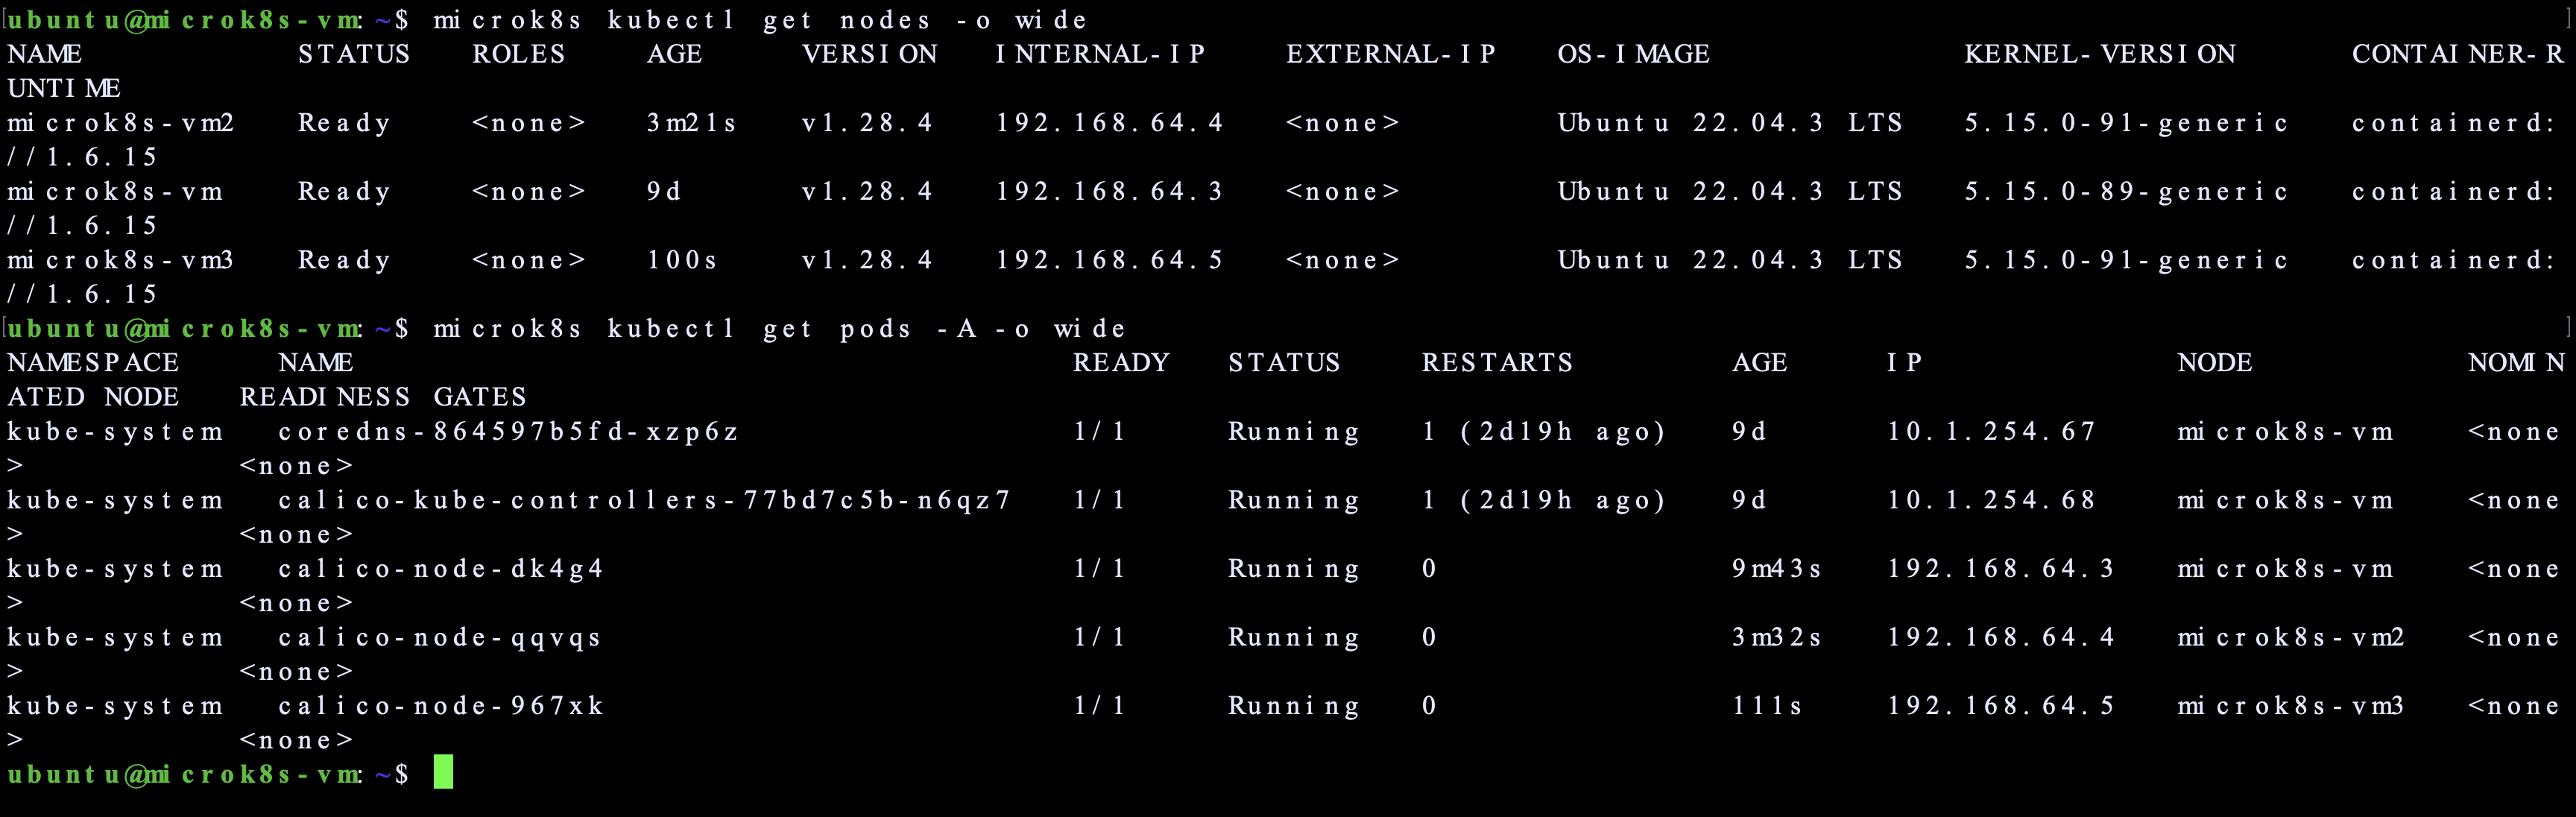 ubuntu@microk8s-vm:~$ microk8s kubectl get nodes -o wide
NAME           STATUS   ROLES    AGE     VERSION   INTERNAL-IP    EXTERNAL-IP   OS-IMAGE             KERNEL-VERSION      CONTAINER-R
UNTIME
microk8s-vm2   Ready    <none>   3m21s   v1.28.4   192.168.64.4   <none>        Ubuntu 22.04.3 LTS   5.15.0-91-generic   containerd:
//1.6.15
microk8s-vm    Ready    <none>   9d      v1.28.4   192.168.64.3   <none>        Ubuntu 22.04.3 LTS   5.15.0-89-generic   containerd:
//1.6.15
microk8s-vm3   Ready    <none>   100s    v1.28.4   192.168.64.5   <none>        Ubuntu 22.04.3 LTS   5.15.0-91-generic   containerd:
//1.6.15
ubuntu@microk8s-vm:~$ microk8s kubectl get pods -A -o wide
NAMESPACE     NAME                                     READY   STATUS    RESTARTS        AGE     IP             NODE           NOMIN
ATED NODE   READINESS GATES
kube-system   coredns-864597b5fd-xzp6z                 1/1     Running   1 (2d19h ago)   9d      10.1.254.67    microk8s-vm    <none
>           <none>
kube-system   calico-kube-controllers-77bd7c5b-n6qz7   1/1     Running   1 (2d19h ago)   9d      10.1.254.68    microk8s-vm    <none
>           <none>
kube-system   calico-node-dk4g4                        1/1     Running   0               9m43s   192.168.64.3   microk8s-vm    <none
>           <none>
kube-system   calico-node-qqvqs                        1/1     Running   0               3m32s   192.168.64.4   microk8s-vm2   <none
>           <none>
kube-system   calico-node-967xk                        1/1     Running   0               111s    192.168.64.5   microk8s-vm3   <none
>           <none>
ubuntu@microk8s-vm:~$